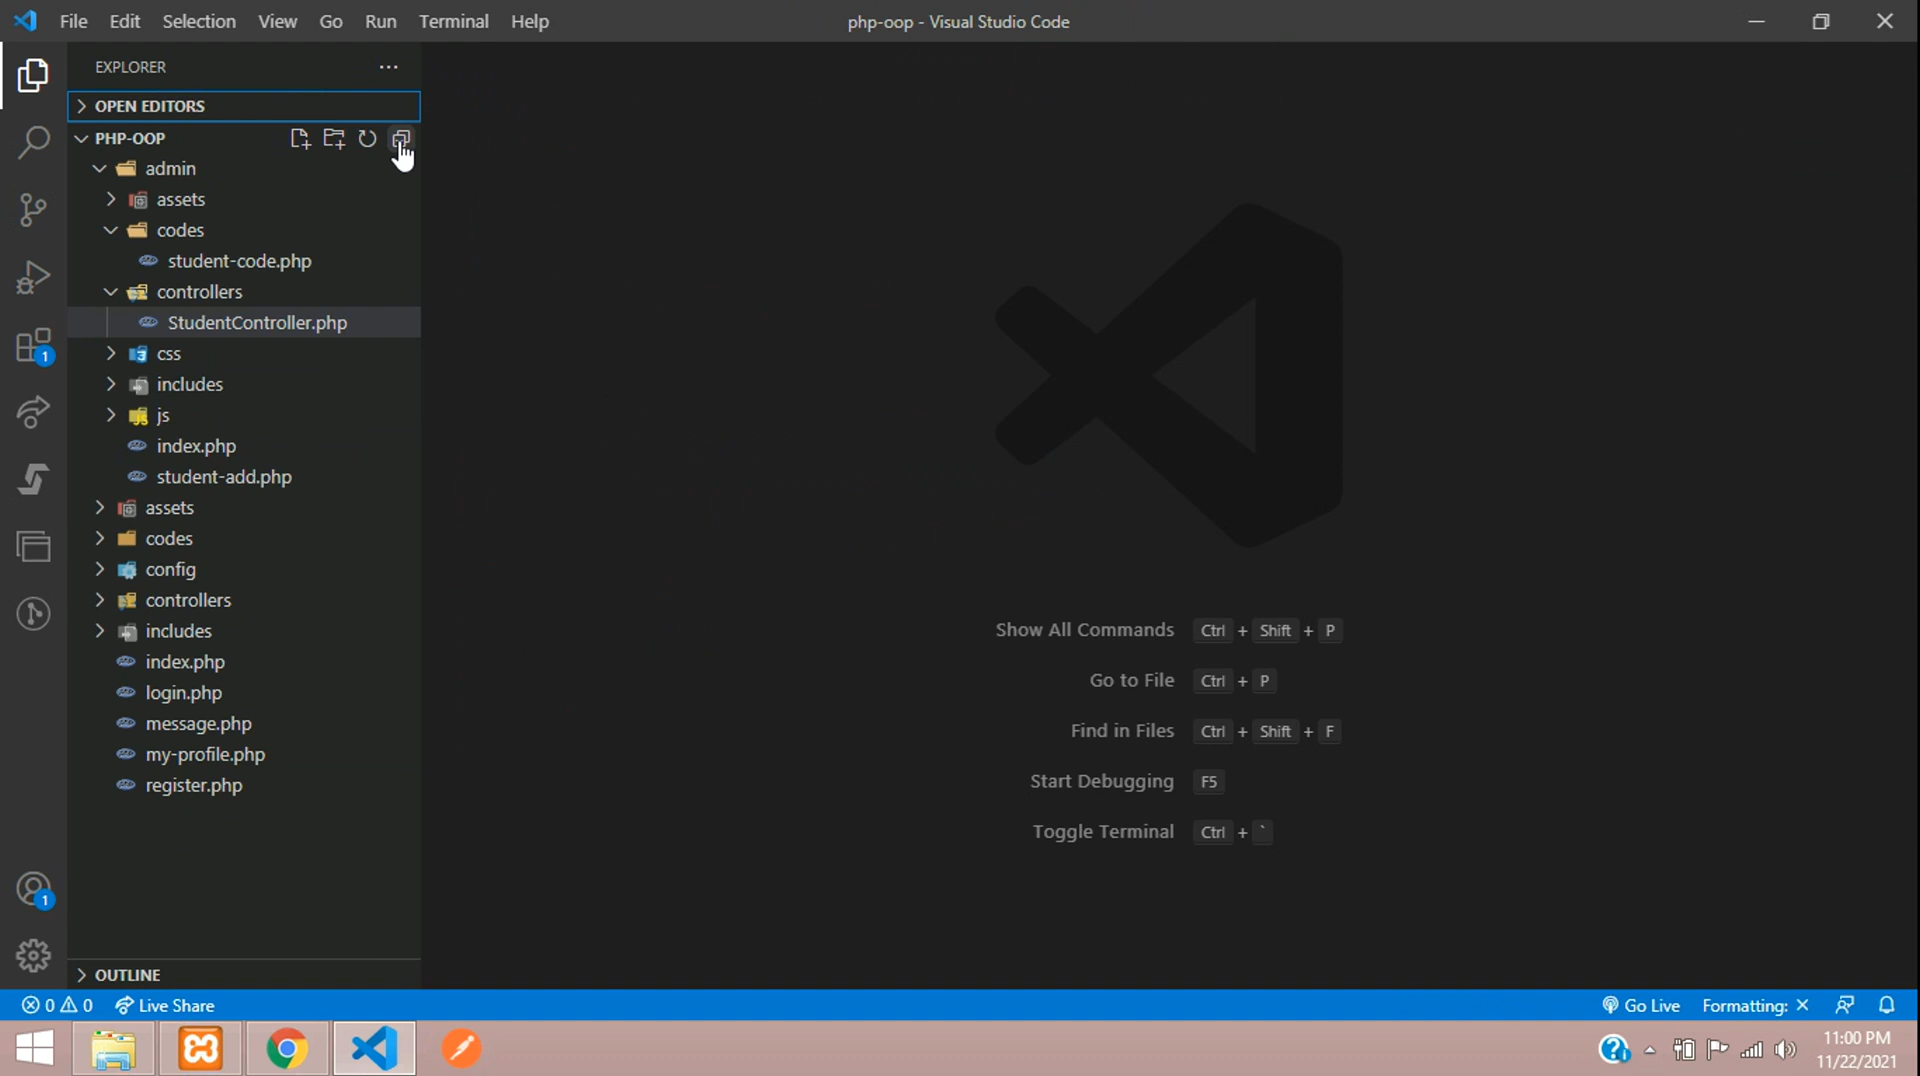 File Edit Selection View Go Run Terminal Help
php-oop - Visual Studio Code
EXPLORER
OPEN EDITORS
PHP-OOP
admin
assets
codes
student-code.php
controllers
StudentController.php
css
includes
js
index.php
student-add.php
assets
codes
config
controllers
includes
index.php
login.php
message.php
my-profile.php
register.php
OUTLINE
Show All Commands Ctrl + Shift + P
Go to File Ctrl + P
Find in Files Ctrl + Shift + F
Start Debugging F5
Toggle Terminal Ctrl + `
1
1
0 0 Live Share
Go Live Formatting: ×
11:00 PM
11/22/2021